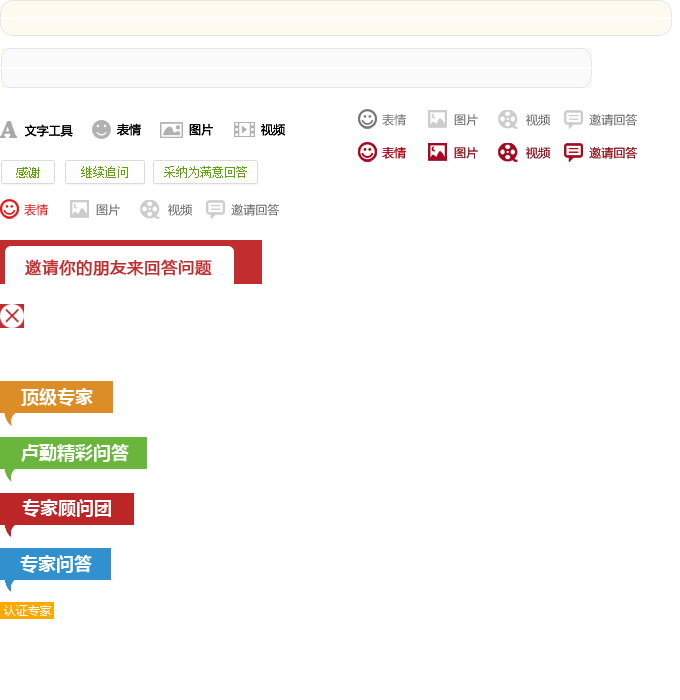 表情 图片 视频 邀请回答
文字工具 表情 图片 视频
表情 图片 视频 邀请回答
感谢 继续追问 采纳为满意回答
表情 图片 视频 邀请回答
邀请你的朋友来回答问题
顶级专家
卢勤精彩问答
专家顾问团
专家问答
认证专家